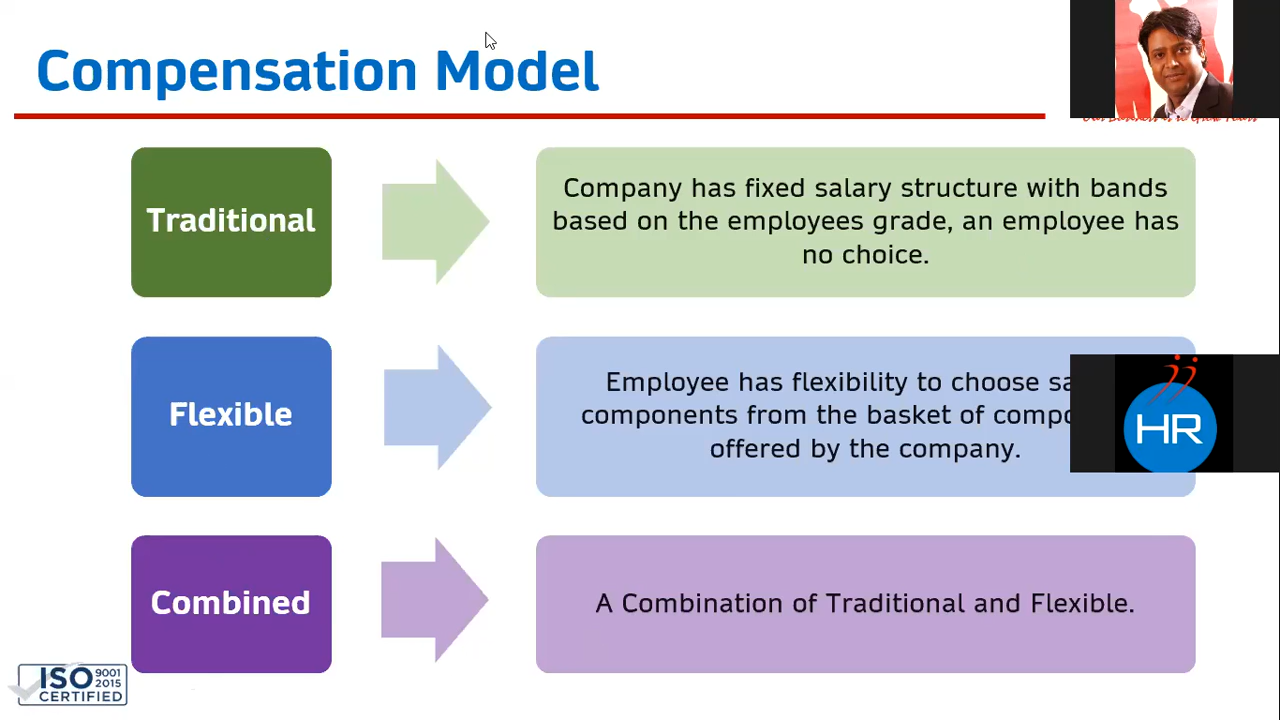 Compensation Model
Traditional
Company has fixed salary structure with bands
based on the employees grade, an employee has
no choice.
Flexible
Employee has flexibility to choose sa
components from the basket of compo
offered by the company.
HR
Combined
A Combination of Traditional and Flexible.
ISO 9001
2015
CERTIFIED